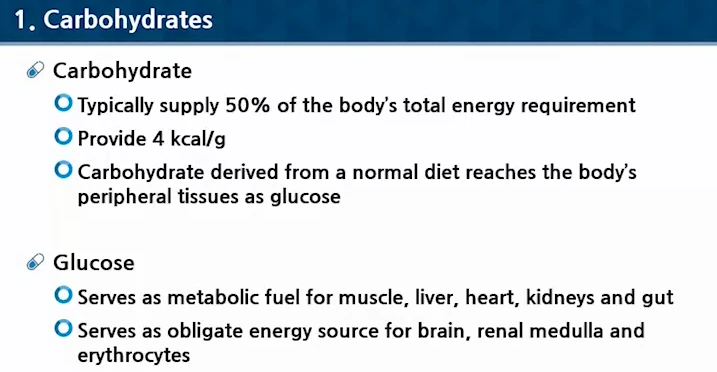 1. Carbohydrates
Carbohydrate
Typically supply 50% of the body's total energy requirement
Provide 4 kcal/g
Carbohydrate derived from a normal diet reaches the body's
peripheral tissues as glucose
Glucose
Serves as metabolic fuel for muscle, liver, heart, kidneys and gut
Serves as obligate energy source for brain, renal medulla and
erythrocytes